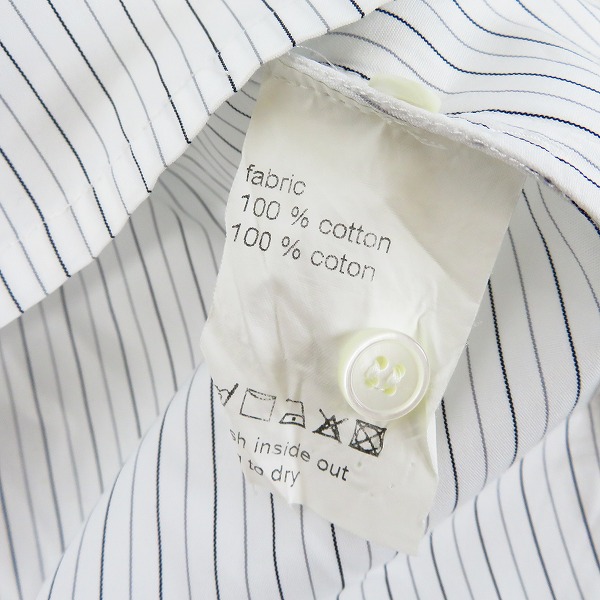 fabric
100 % cotton
100 % coton
sh inside out
to dry